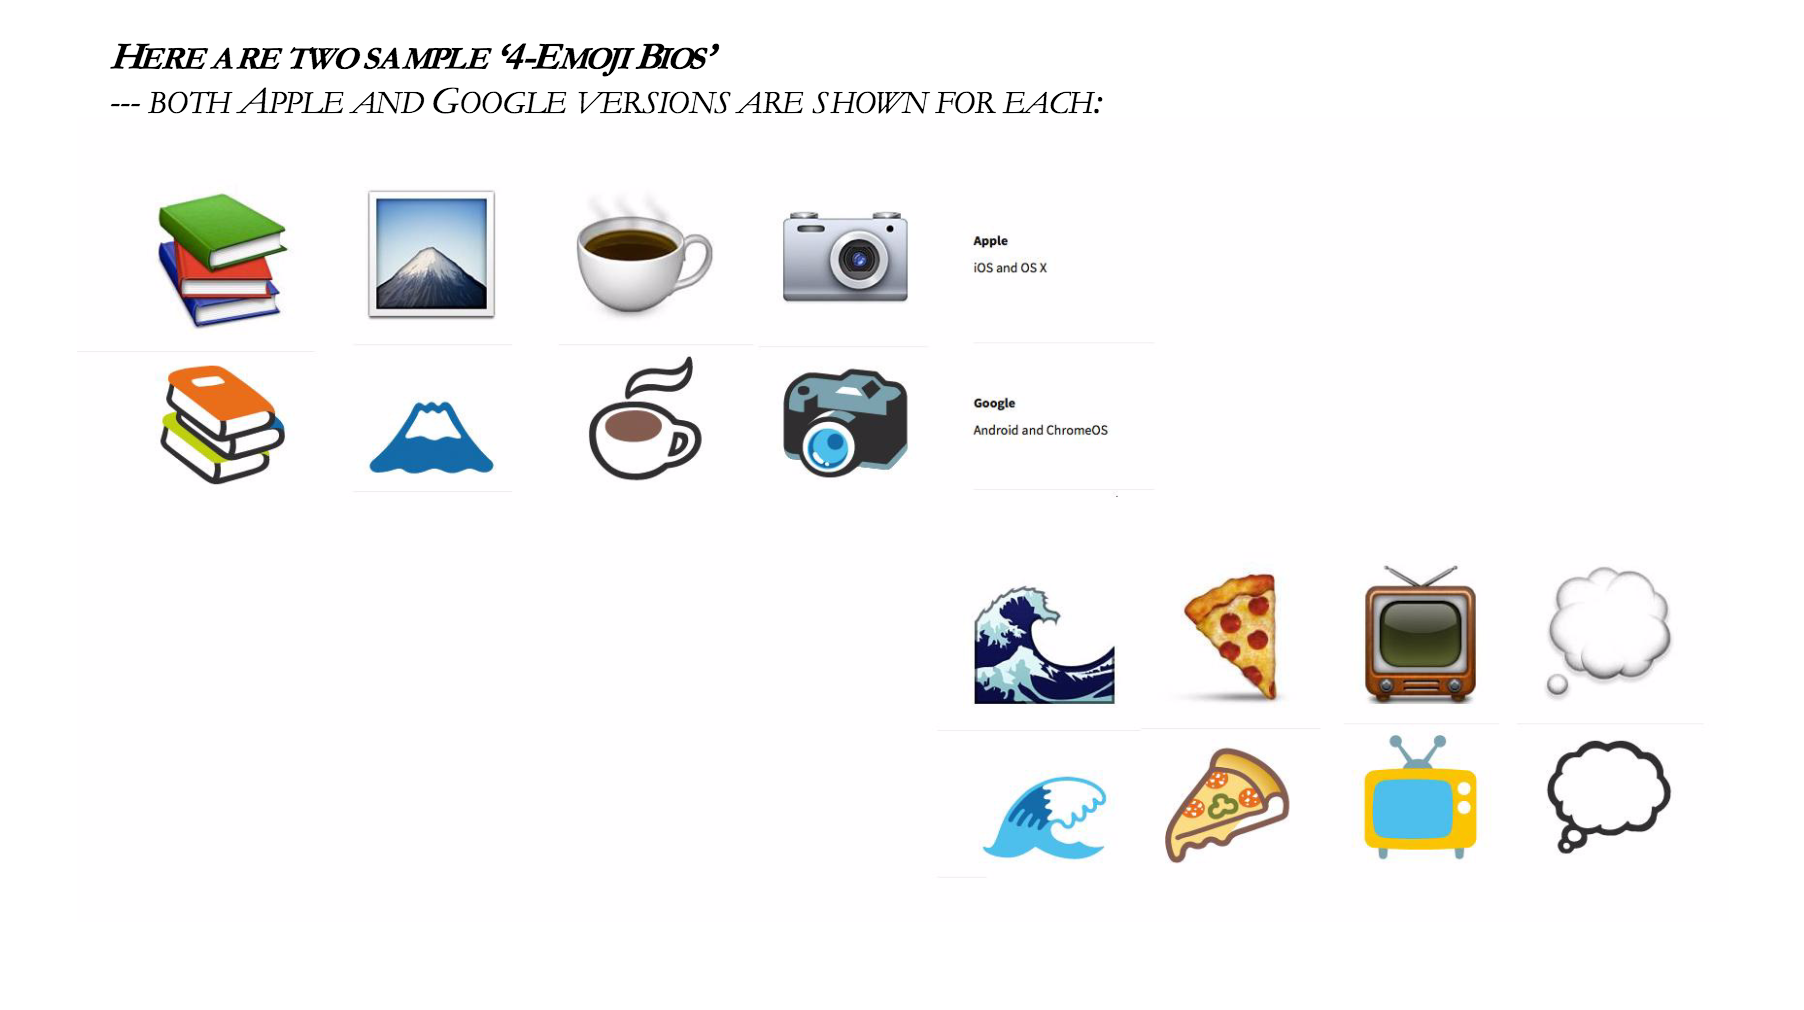 HERE ARE TWO SAMPLE ‘4-EMOJI BIOS’
--- BOTH APPLE AND GOOGLE VERSIONS ARE SHOWN FOR EACH:
Apple
iOS and OS X
Google
Android and ChromeOS